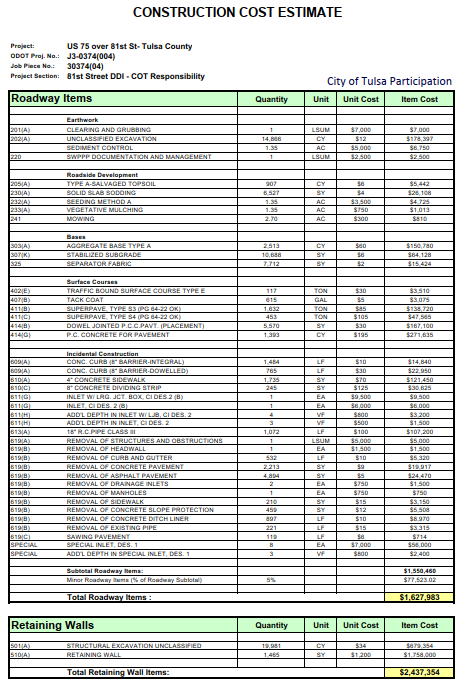 CONSTRUCTION COST ESTIMATE
Project: US 75 over 81st St- Tulsa County
ODOT Proj. No.: J3-0374(004)
Job Piece No.: 30374(04)
Project Section: 81st Street DDI - COT Responsibility
City of Tulsa Participation
Roadway Items Quantity Unit Unit Cost Item Cost
Earthwork
201(A) CLEARING AND GRUBBING 1 LSUM $7,000 $7,000
202(A) UNCLASSIFIED EXCAVATION 14,866 CY $12 $178,397
SEDIMENT CONTROL 1.35 AC $5,000 $6,750
220 SWPPP DOCUMENTATION AND MANAGEMENT 1 LSUM $2,500 $2,500
Roadside Development
205(A) TYPE A-SALVAGED TOPSOIL 907 CY $6 $5,442
230(A) SOLID SLAB SODDING 6,527 SY $4 $26,108
232(A) SEEDING METHOD A 1.35 AC $3,500 $4,725
233(A) VEGETATIVE MULCHING 1.35 AC $750 $1,013
241 MOWING 2.70 AC $300 $810
Bases
303(A) AGGREGATE BASE TYPE A 2,513 CY $60 $150,780
307(K) STABILIZED SUBGRADE 10,688 SY $6 $64,128
325 SEPARATOR FABRIC 7,712 SY $2 $15,424
Surface Courses
402(E) TRAFFIC BOUND SURFACE COURSE TYPE E 117 TON $30 $3,510
407(B) TACK COAT 615 GAL $5 $3,075
411(B) SUPERPAVE, TYPE S3 (PG 64-22 OK) 1,632 TON $85 $138,720
411(C) SUPERPAVE, TYPE S4 (PG 64-22 OK) 453 TON $105 $47,565
414(B) DOWEL JOINTED P.C.C.PAVT. (PLACEMENT) 5,570 SY $30 $167,100
414(G) P.C. CONCRETE FOR PAVEMENT 1,393 CY $195 $271,635
Incidental Construction
609(A) CONC. CURB (8" BARRIER-INTEGRAL) 1,484 LF $10 $14,840
609(A) CONC. CURB (8" BARRIER-DOWELLED) 765 LF $30 $22,950
610(A) 4" CONCRETE SIDEWALK 1,735 SY $70 $121,450
610(C) 8" CONCRETE DIVIDING STRIP 245 SY $125 $30,625
611(G) INLET W/ LRG. JCT. BOX, CI DES.2 (B) 1 EA $9,500 $9,500
611(G) INLET, CI DES. 2 (B) 1 EA $6,000 $6,000
611(H) ADD'L DEPTH IN INLET W/ LJB, CI DES. 2 4 VF $800 $3,200
611(H) ADD'L DEPTH IN INLET, CI DES. 2 3 VF $500 $1,500
613(A) 18" R.C.PIPE CLASS III 1,072 LF $100 $107,200
619(A) REMOVAL OF STRUCTURES AND OBSTRUCTIONS 1 LSUM $5,000 $5,000
619(B) REMOVAL OF HEADWALL 1 EA $1,500 $1,500
619(B) REMOVAL OF CURB AND GUTTER 532 LF $10 $5,320
619(B) REMOVAL OF CONCRETE PAVEMENT 2,213 SY $9 $19,917
619(B) REMOVAL OF ASPHALT PAVEMENT 4,894 SY $5 $24,470
619(B) REMOVAL OF DRAINAGE INLETS 2 EA $750 $1,500
619(B) REMOVAL OF MANHOLES 1 EA $750 $750
619(B) REMOVAL OF SIDEWALK 210 SY $15 $3,150
619(B) REMOVAL OF CONCRETE SLOPE PROTECTION 459 SY $12 $5,508
619(B) REMOVAL OF CONCRETE DITCH LINER 897 LF $10 $8,970
619(B) REMOVAL OF EXISTING PIPE 221 LF $15 $3,315
619(C) SAWING PAVEMENT 119 LF $6 $714
SPECIAL SPECIAL INLET, DES. 1 8 EA $7,000 $56,000
SPECIAL ADD'L DEPTH IN SPECIAL INLET, DES. 1 3 VF $800 $2,400
Subtotal Roadway Items: $1,550,460
Minor Roadway Items (% of Roadway Subtotal) 5% $77,523.02
Total Roadway Items : $1,627,983
Retaining Walls Quantity Unit Unit Cost Item Cost
501(A) STRUCTURAL EXCAVATION UNCLASSIFIED 19,981 CY $34 $679,354
510(A) RETAINING WALL 1,465 SY $1,200 $1,758,000
Total Retaining Wall Items: $2,437,354